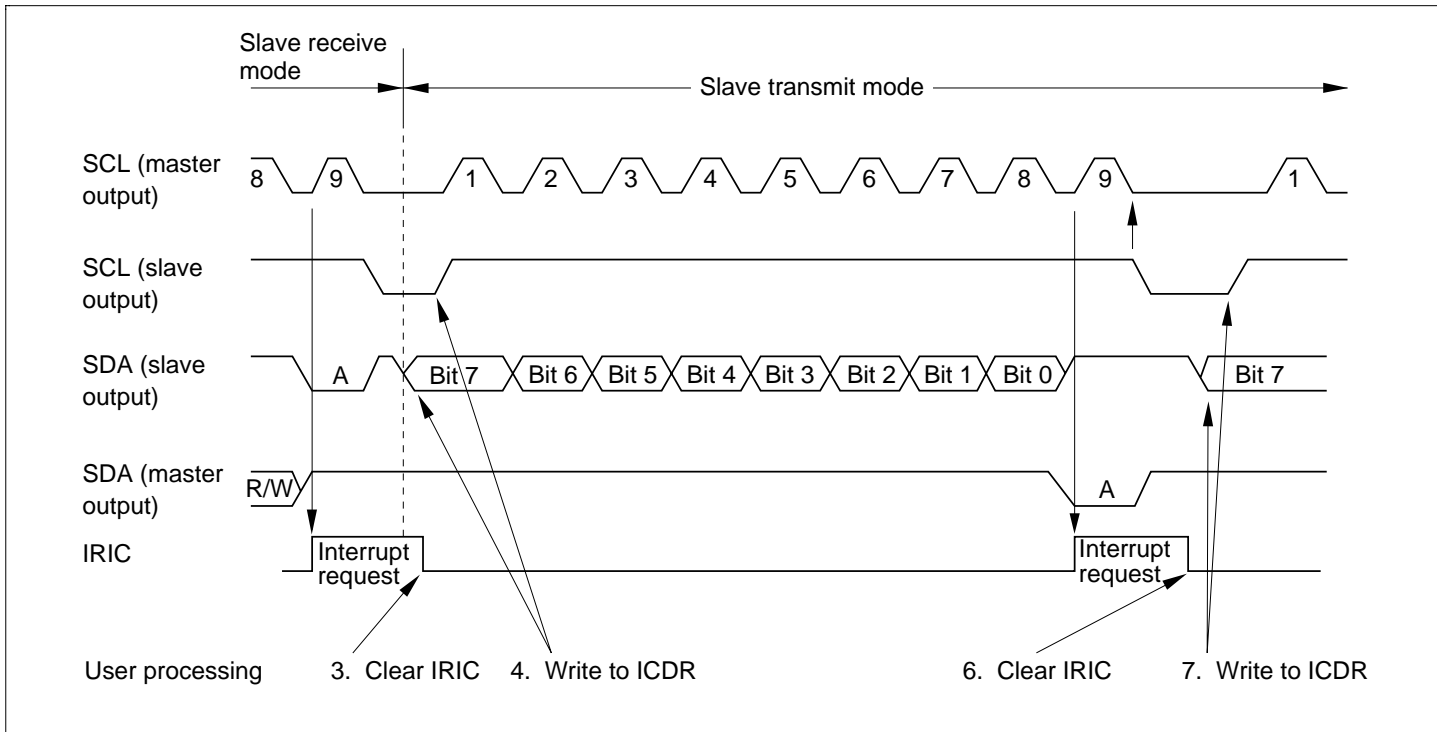 Slave receive
mode
Slave transmit mode
SCL (master
output)
8 9 1 2 3 4 5 6 7 8 9 1
SCL (slave
output)
SDA (slave
output)
A Bit 7 Bit 6 Bit 5 Bit 4 Bit 3 Bit 2 Bit 1 Bit 0 Bit 7
SDA (master
output)
R/W A
IRIC
Interrupt
request
Interrupt
request
User processing 3. Clear IRIC 4. Write to ICDR 6. Clear IRIC 7. Write to ICDR